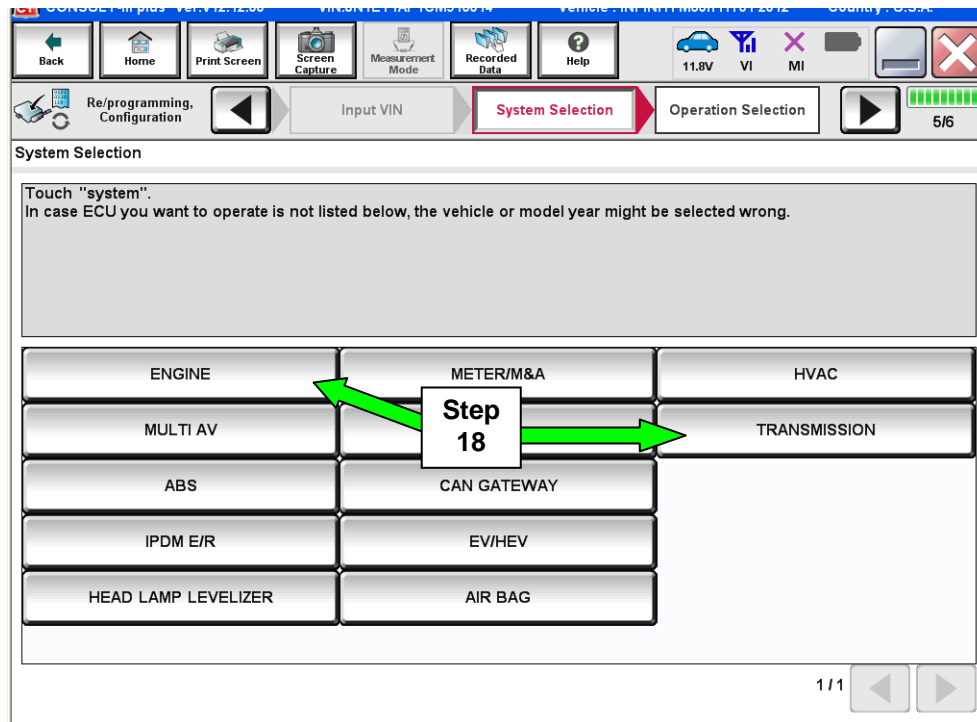 Back
Home
Print Screen
Screen
Capture
Measurement
Mode
Recorded
Data
Help
11.8V
VI
MI
Re/programming,
Configuration
Input VIN
System Selection
Operation Selection
5/6
System Selection
Touch "system".
In case ECU you want to operate is not listed below, the vehicle or model year might be selected wrong.
ENGINE
METER/M&A
HVAC
MULTI AV
TRANSMISSION
Step
18
ABS
CAN GATEWAY
IPDM E/R
EV/HEV
HEAD LAMP LEVELIZER
AIR BAG
1/1